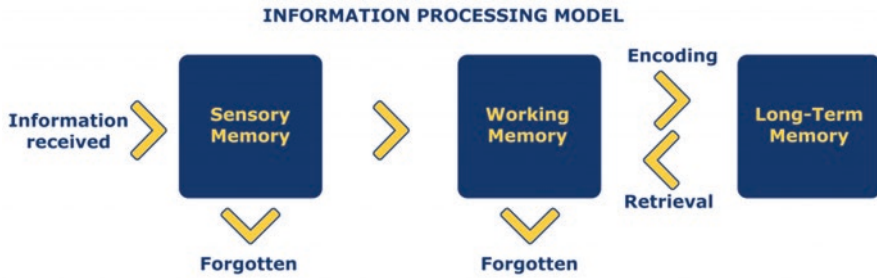 INFORMATION PROCESSING MODEL
Information
received
Sensory
Memory
Forgotten
Working
Memory
Forgotten
Encoding
Retrieval
Long-Term
Memory